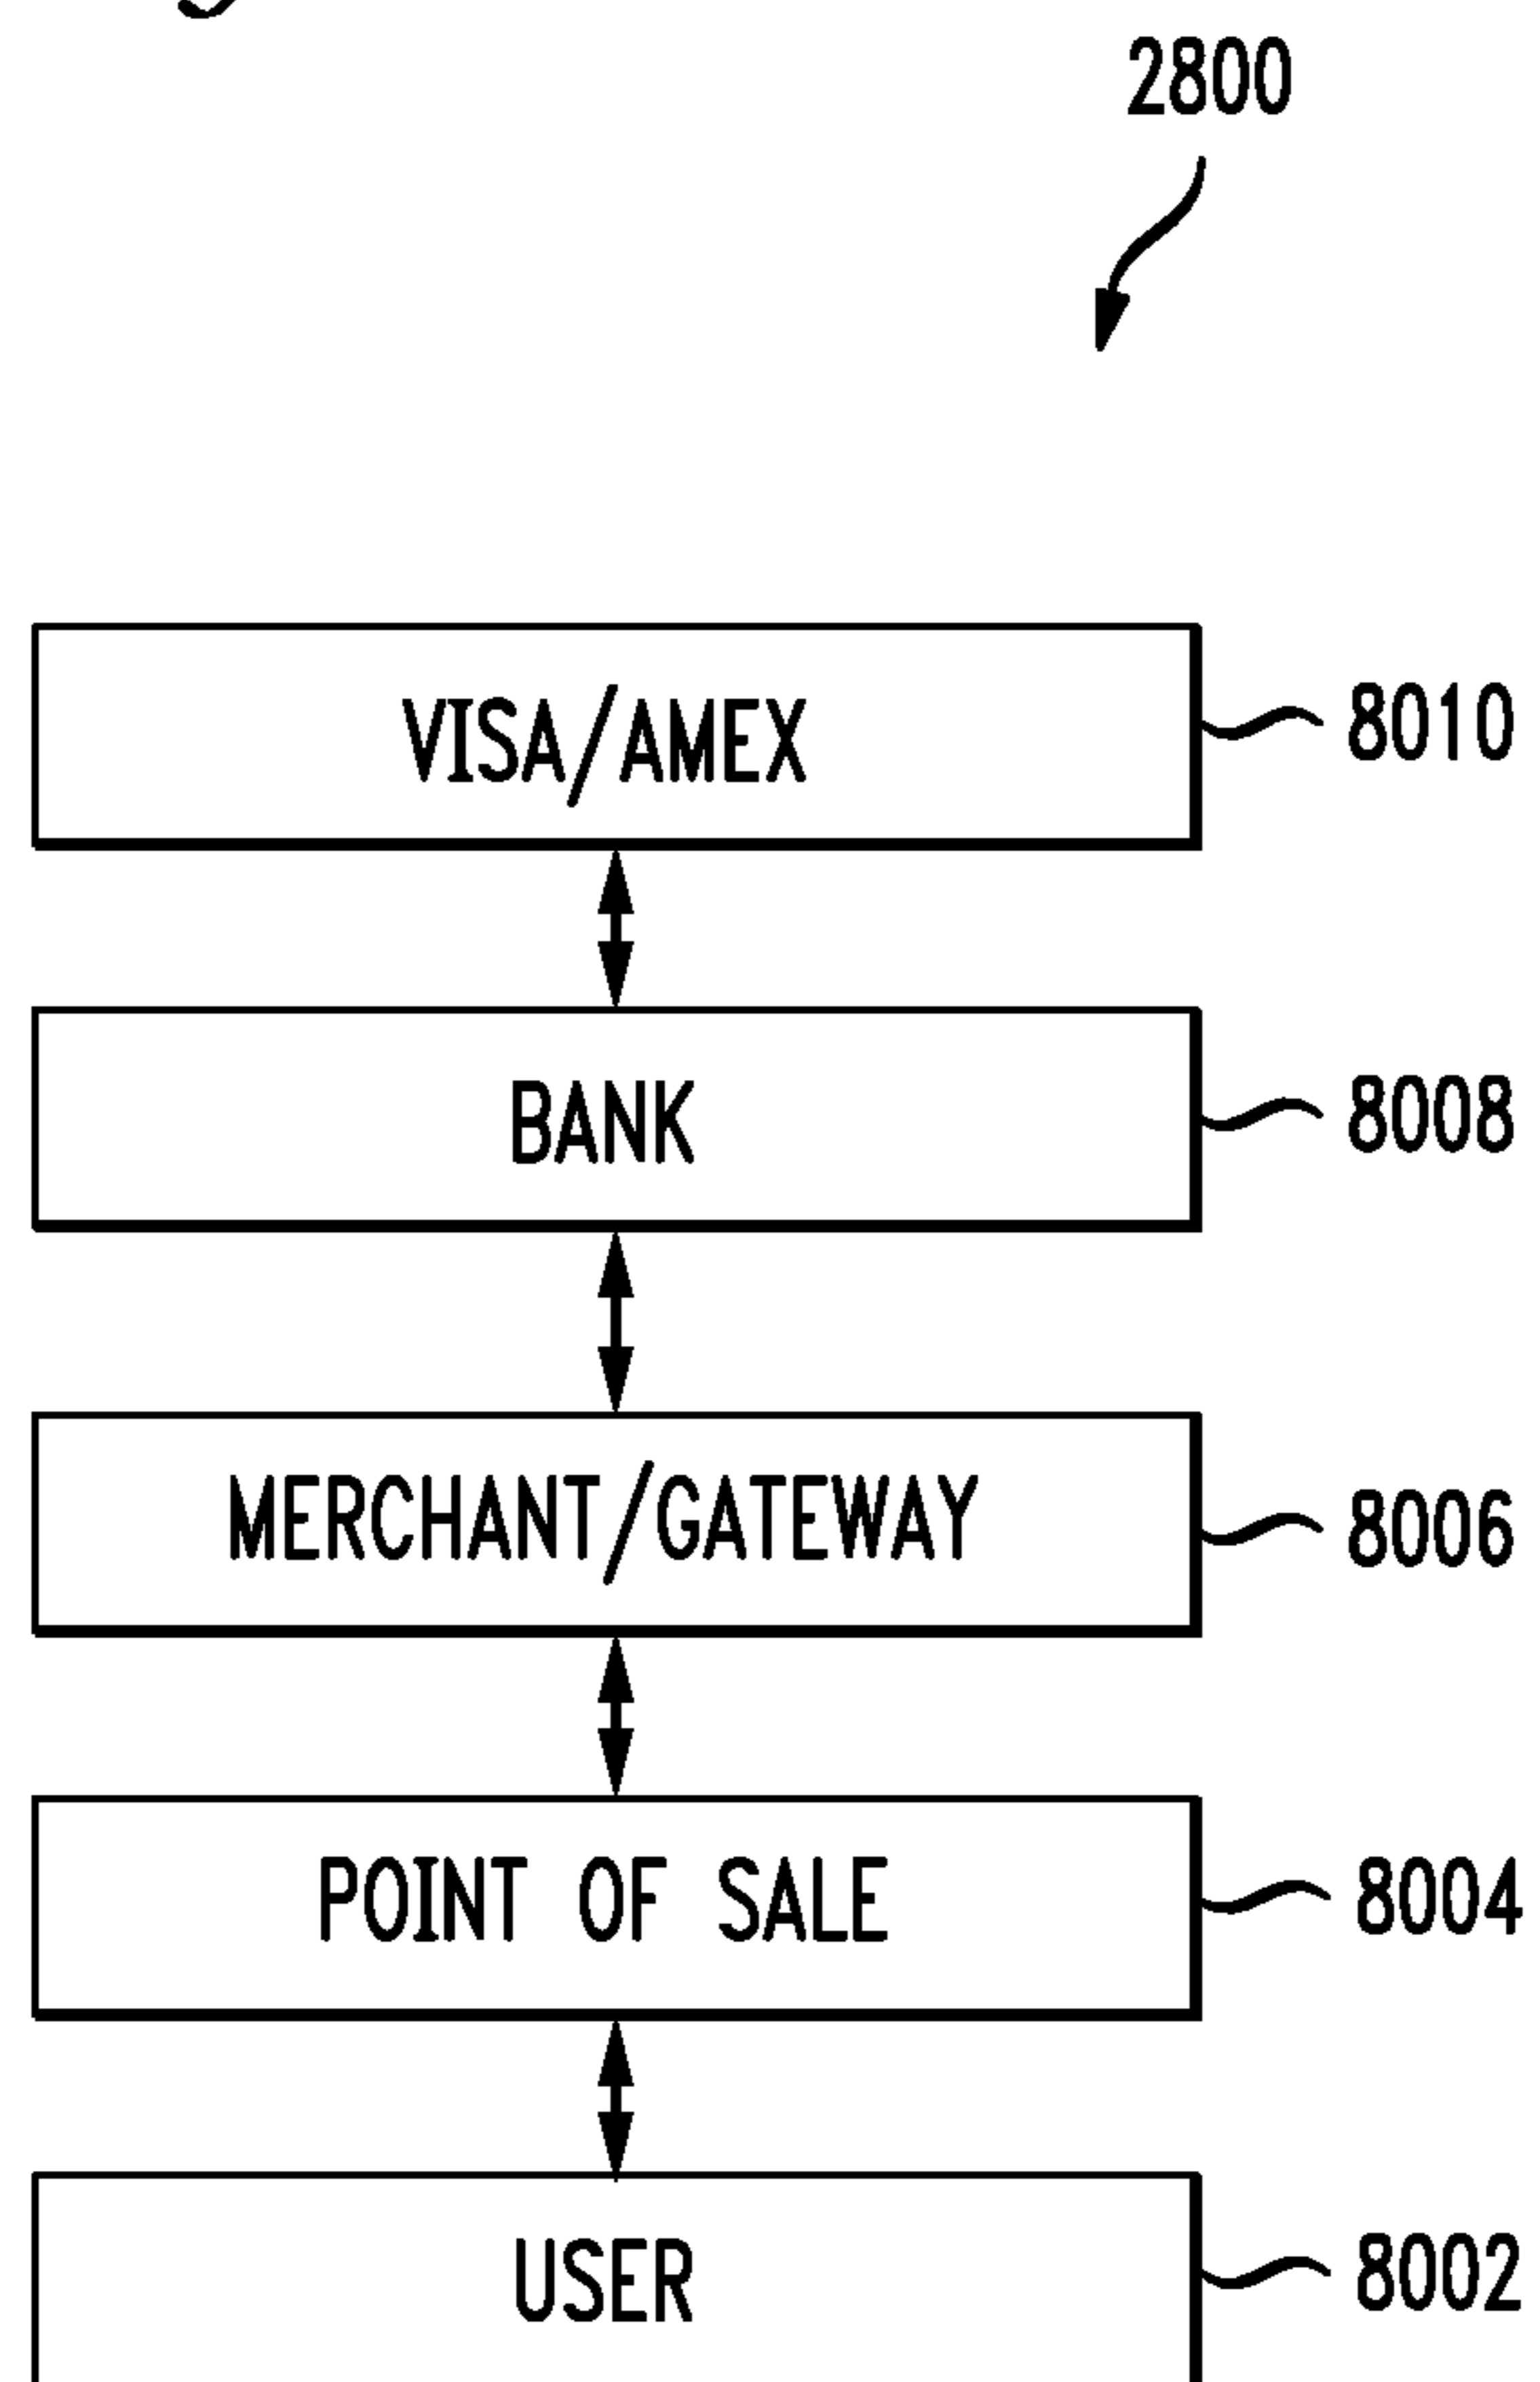 2800
VISA/AMEX 8010
BANK 8008
MERCHANT/GATEWAY 8006
POINT OF SALE 8004
USER 8002